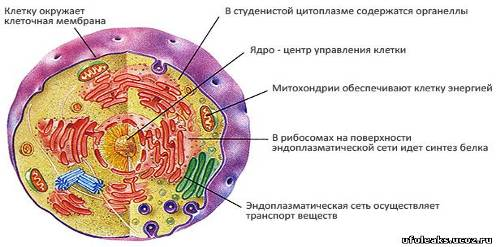 Клетку окружает
клеточная мембрана
В студенистой цитоплазме содержатся органеллы
Ядро - центр управления клетки
Митохондрии обеспечивают клетку энергией
В рибосомах на поверхности
эндоплазматической сети идет синтез белка
Эндоплазматическая сеть осуществляет
транспорт веществ
ufoleaks.ucoz.ru